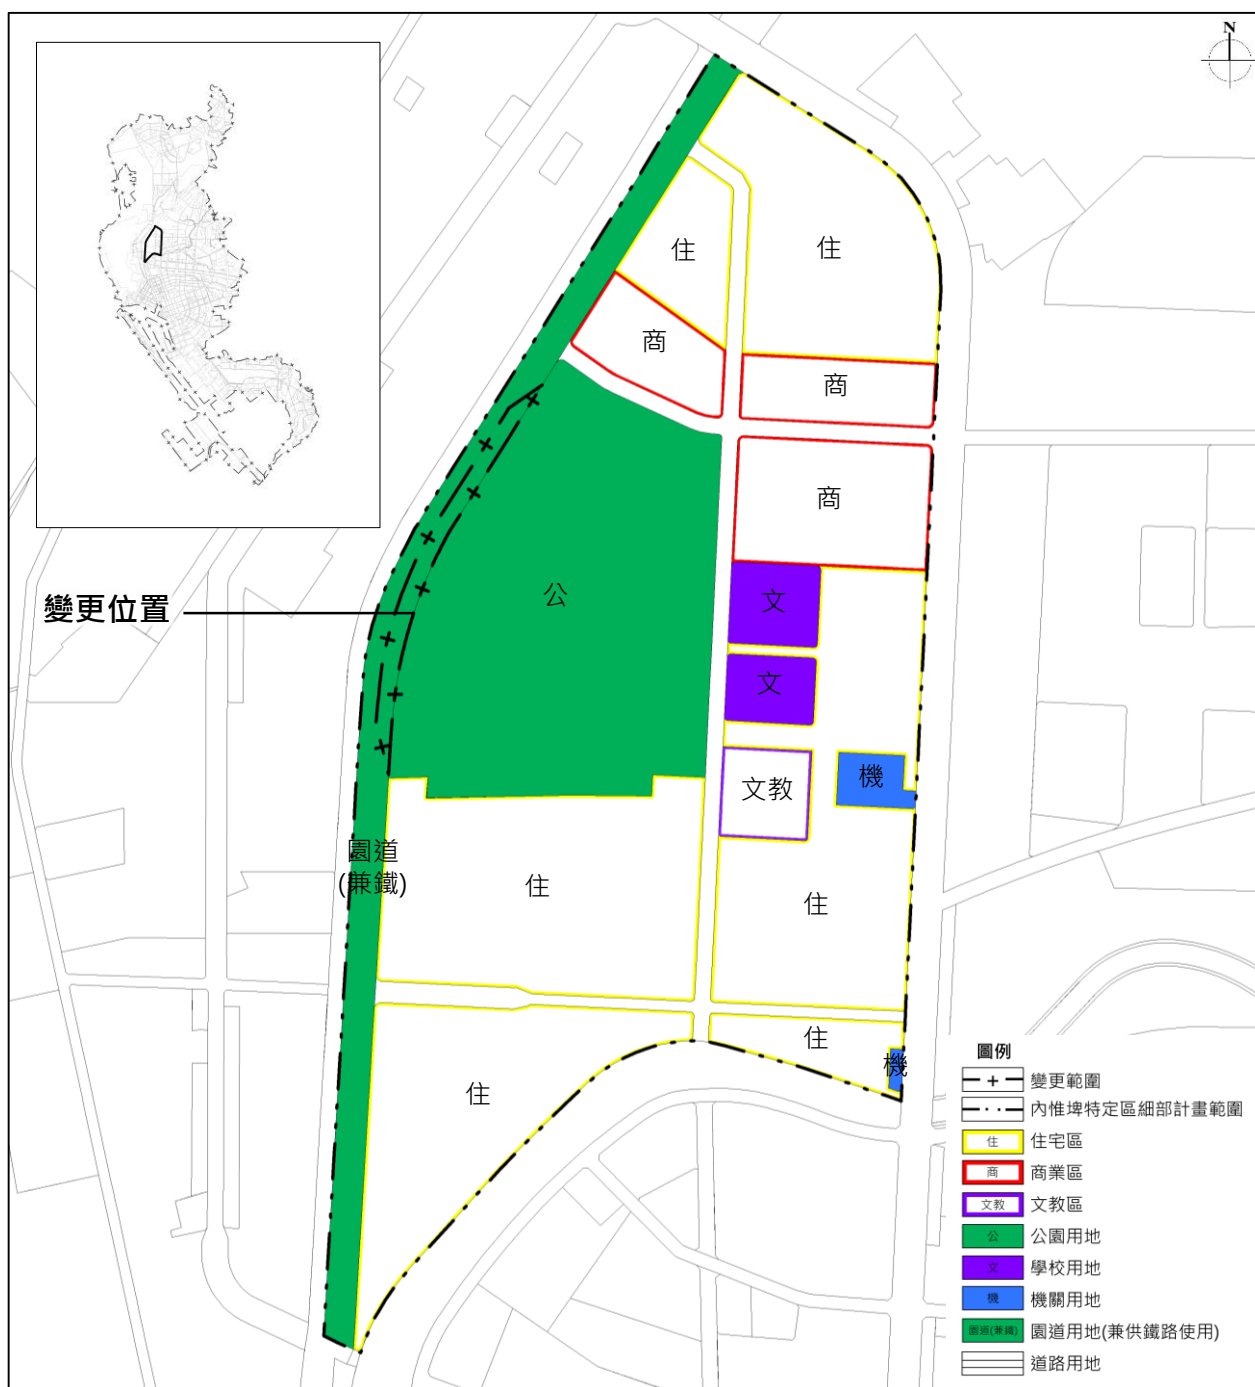 N
住
住
商
商
商
公
變更位置
文
文
文教
機
園道
(兼鐵)
住
住
住
機
住
圖例
變更範圍
內惟埤特定區細部計畫範圍
住 住宅區
商 商業區
文教 文教區
公 公園用地
文 學校用地
機 機關用地
園道(兼鐵) 園道用地(兼供鐵路使用)
道路用地